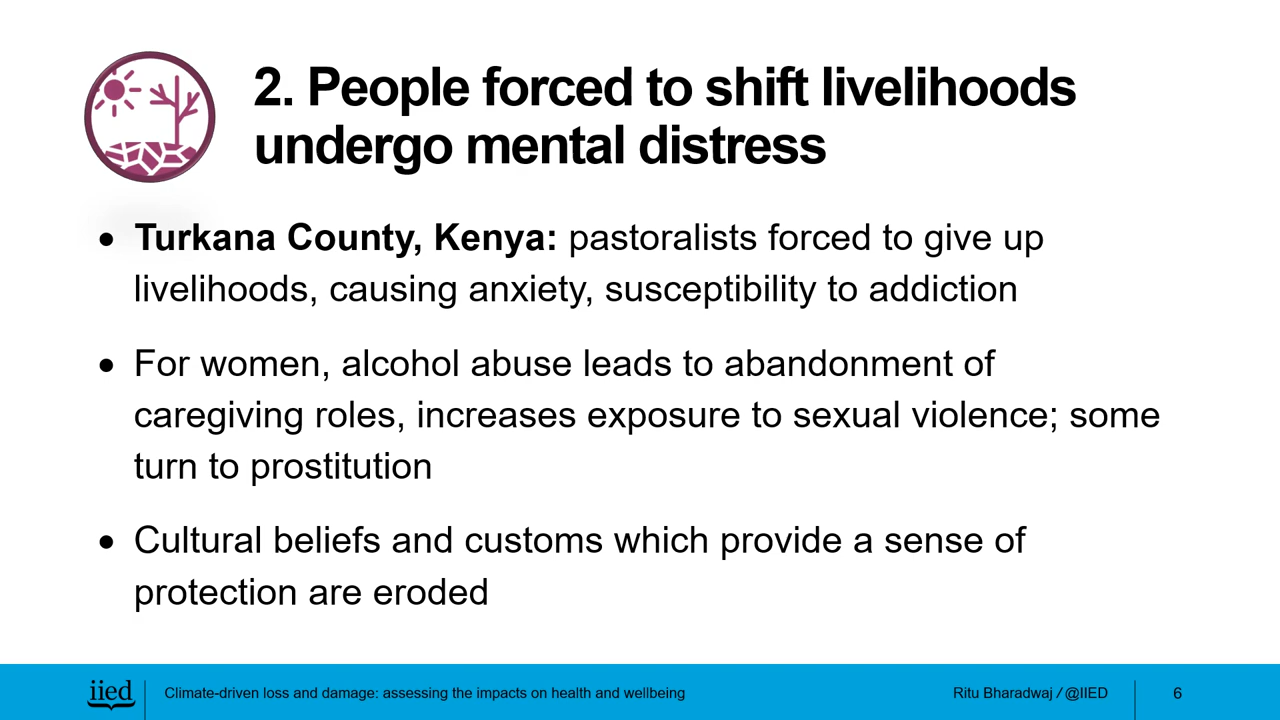 2. People forced to shift livelihoods
undergo mental distress
• Turkana County, Kenya: pastoralists forced to give up
livelihoods, causing anxiety, susceptibility to addiction
• For women, alcohol abuse leads to abandonment of
caregiving roles, increases exposure to sexual violence; some
turn to prostitution
• Cultural beliefs and customs which provide a sense of
protection are eroded
iied
Climate-driven loss and damage: assessing the impacts on health and wellbeing
Ritu Bharadwaj / @IIED
6